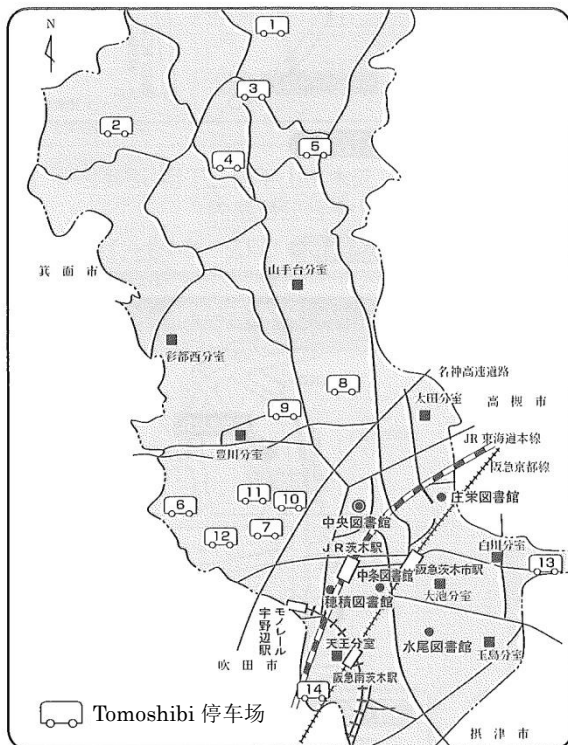 N
1
3
2
5
4
箕面市
山手台分室
彩都西分室
名神高速道路
8
太田分室
高槻市
9
JR東海道本線
豊川分室
阪急京都線
11
10
庄栄図書館
6
中央図書館
7
12
JR茨木駅
白川分室
中条図書館
阪急茨木市駅
13
穂積図書館
大池分室
モノレール
宇野辺駅
天王分室
水尾図書館
玉島分室
吹田市
阪急南茨木駅
14
Tomoshibi 停车场
摂津市